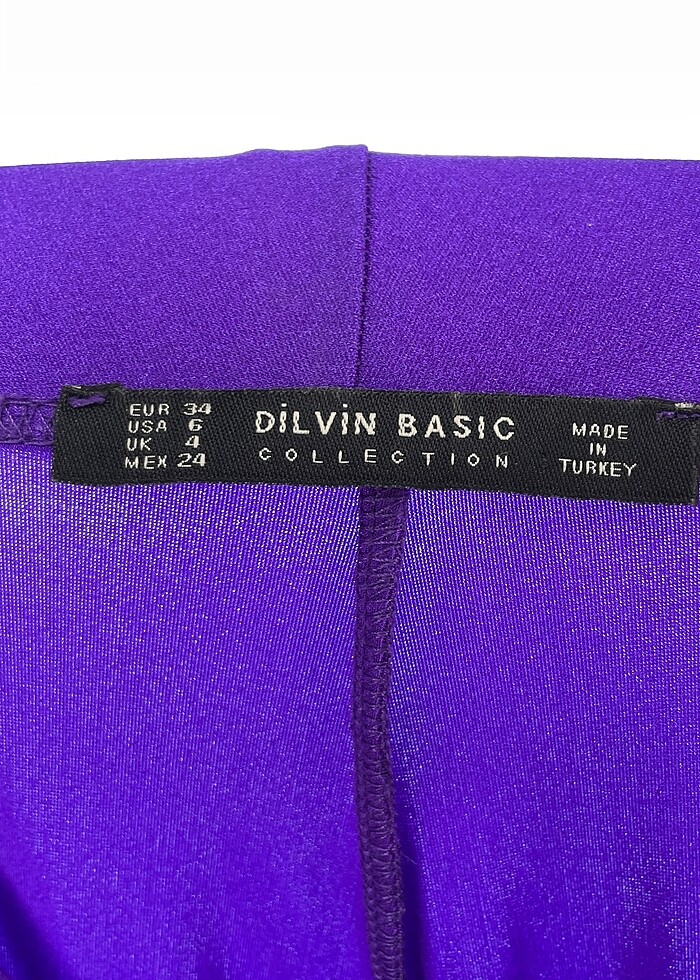 EUR 34
USA 6
UK 4
MEX 24
DİLVİN BASIC
COLLECTION
MADE
IN
TURKEY